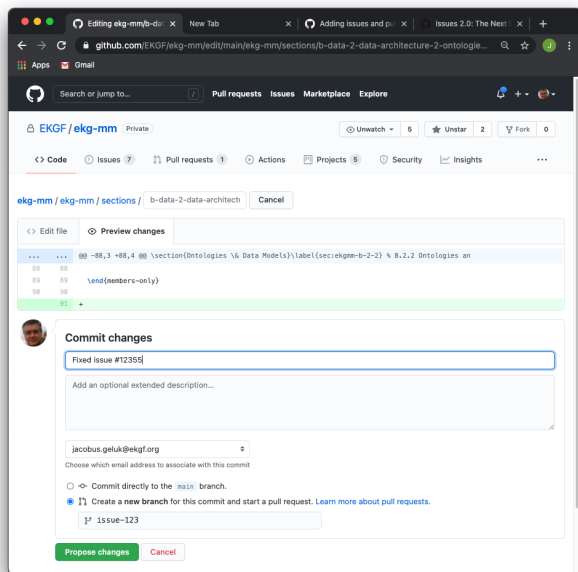 Editing ekg-mm/b-dat
New Tab
Adding issues and pul
Issues 2.0: The Next
github.com/EKGF/ekg-mm/edit/main/ekg-mm/sections/b-data-2-data-architecture-2-ontologie...
J
Apps Gmail
Search or jump to... / Pull requests Issues Marketplace Explore
EKGF / ekg-mm Private
Unwatch 5 Unstar 2 Fork 0
Code Issues 7 Pull requests 1 Actions Projects 5 Security Insights ...
ekg-mm / ekg-mm / sections / b-data-2-data-architectu Cancel
<> Edit file Preview changes
... ... @@ -88,3 +88,4 @@ \section{Ontologies \& Data Models}\label{sec:ekgmm-b-2-2} % B.2.2 Ontologies an
88 88
89 89 \end{members-only}
90 90
91 +
Commit changes
Fixed issue #12355
Add an optional extended description...
jacobus.geluk@ekgf.org
Choose which email address to associate with this commit
Commit directly to the main branch.
Create a new branch for this commit and start a pull request. Learn more about pull requests.
issue-123
Propose changes Cancel